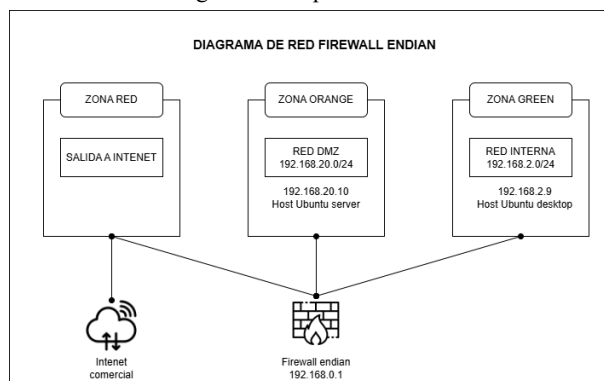 DIAGRAMA DE RED FIREWALL ENDIAN
ZONA RED
ZONA ORANGE
ZONA GREEN
SALIDA A INTENET
RED DMZ
192.168.20.0/24
RED INTERNA
192.168.2.0/24
192.168.20.10
Host Ubuntu server
192.168.2.9
Host Ubuntu desktop
Intenet
comercial
Firewall endian
192.168.0.1